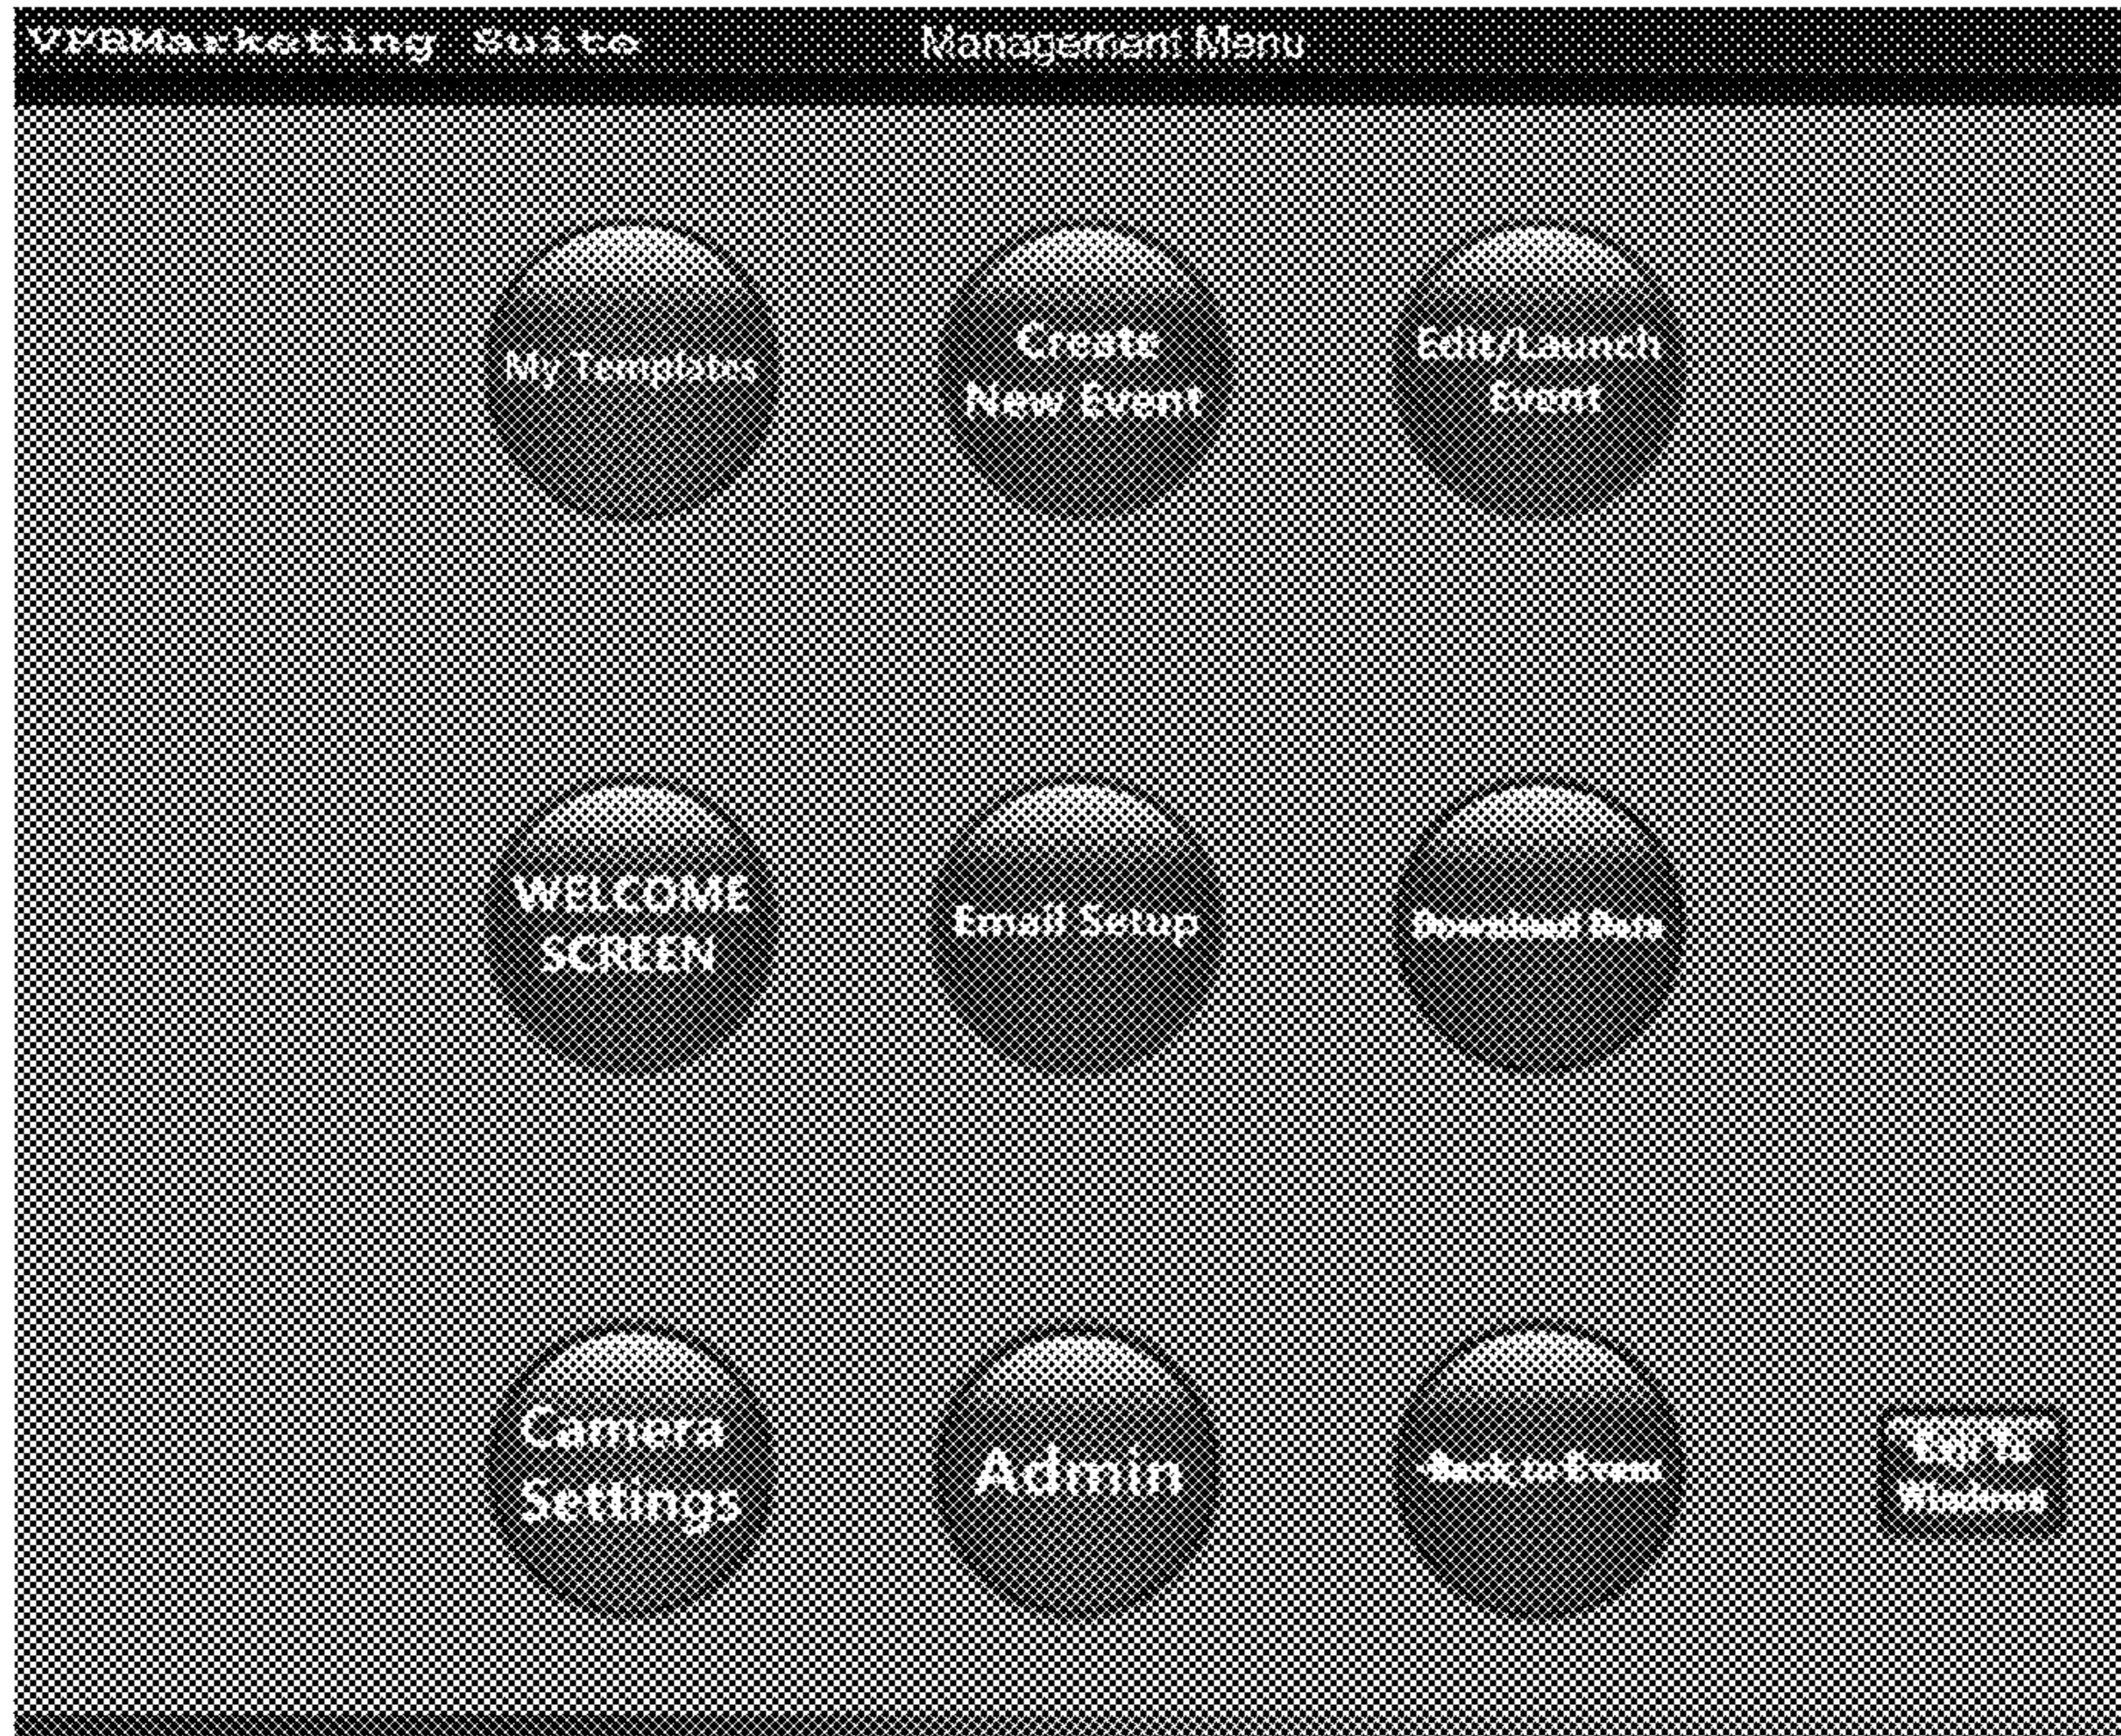 VPBMarketing Suite
Management Menu
My Templates
Create
New Event
Edit/Launch
Event
WELCOME
SCREEN
Email Setup
Download Data
Camera
Settings
Admin
Back to Event
Windows